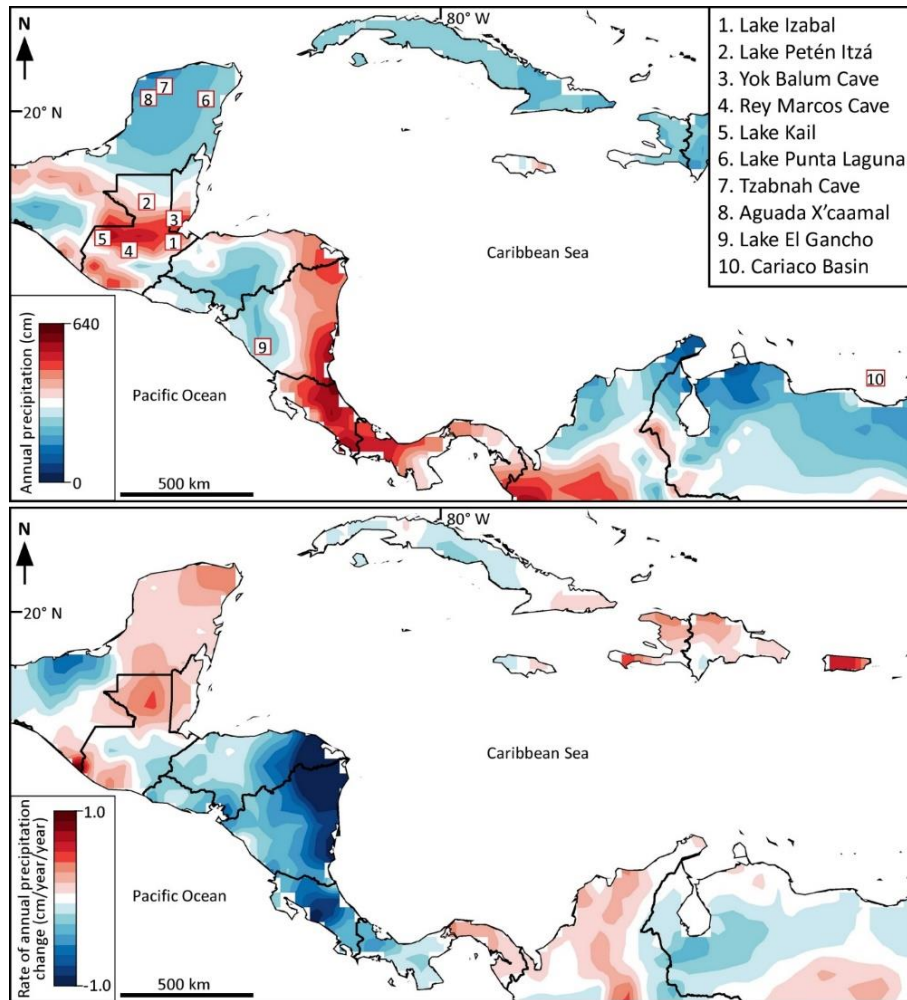 N
80° W
1. Lake Izabal
2. Lake Petén Itzá
3. Yok Balum Cave
4. Rey Marcos Cave
5. Lake Kail
6. Lake Punta Laguna
7. Tzabnah Cave
8. Aguada X'caamal
9. Lake El Gancho
10. Cariaco Basin
20° N
7
8
6
2
3
5
4
1
Caribbean Sea
9
10
Pacific Ocean
Annual precipitation (cm)
640
0
500 km
N
80° W
20° N
Caribbean Sea
Pacific Ocean
Rate of annual precipitation
change (cm/year/year)
1.0
-1.0
500 km